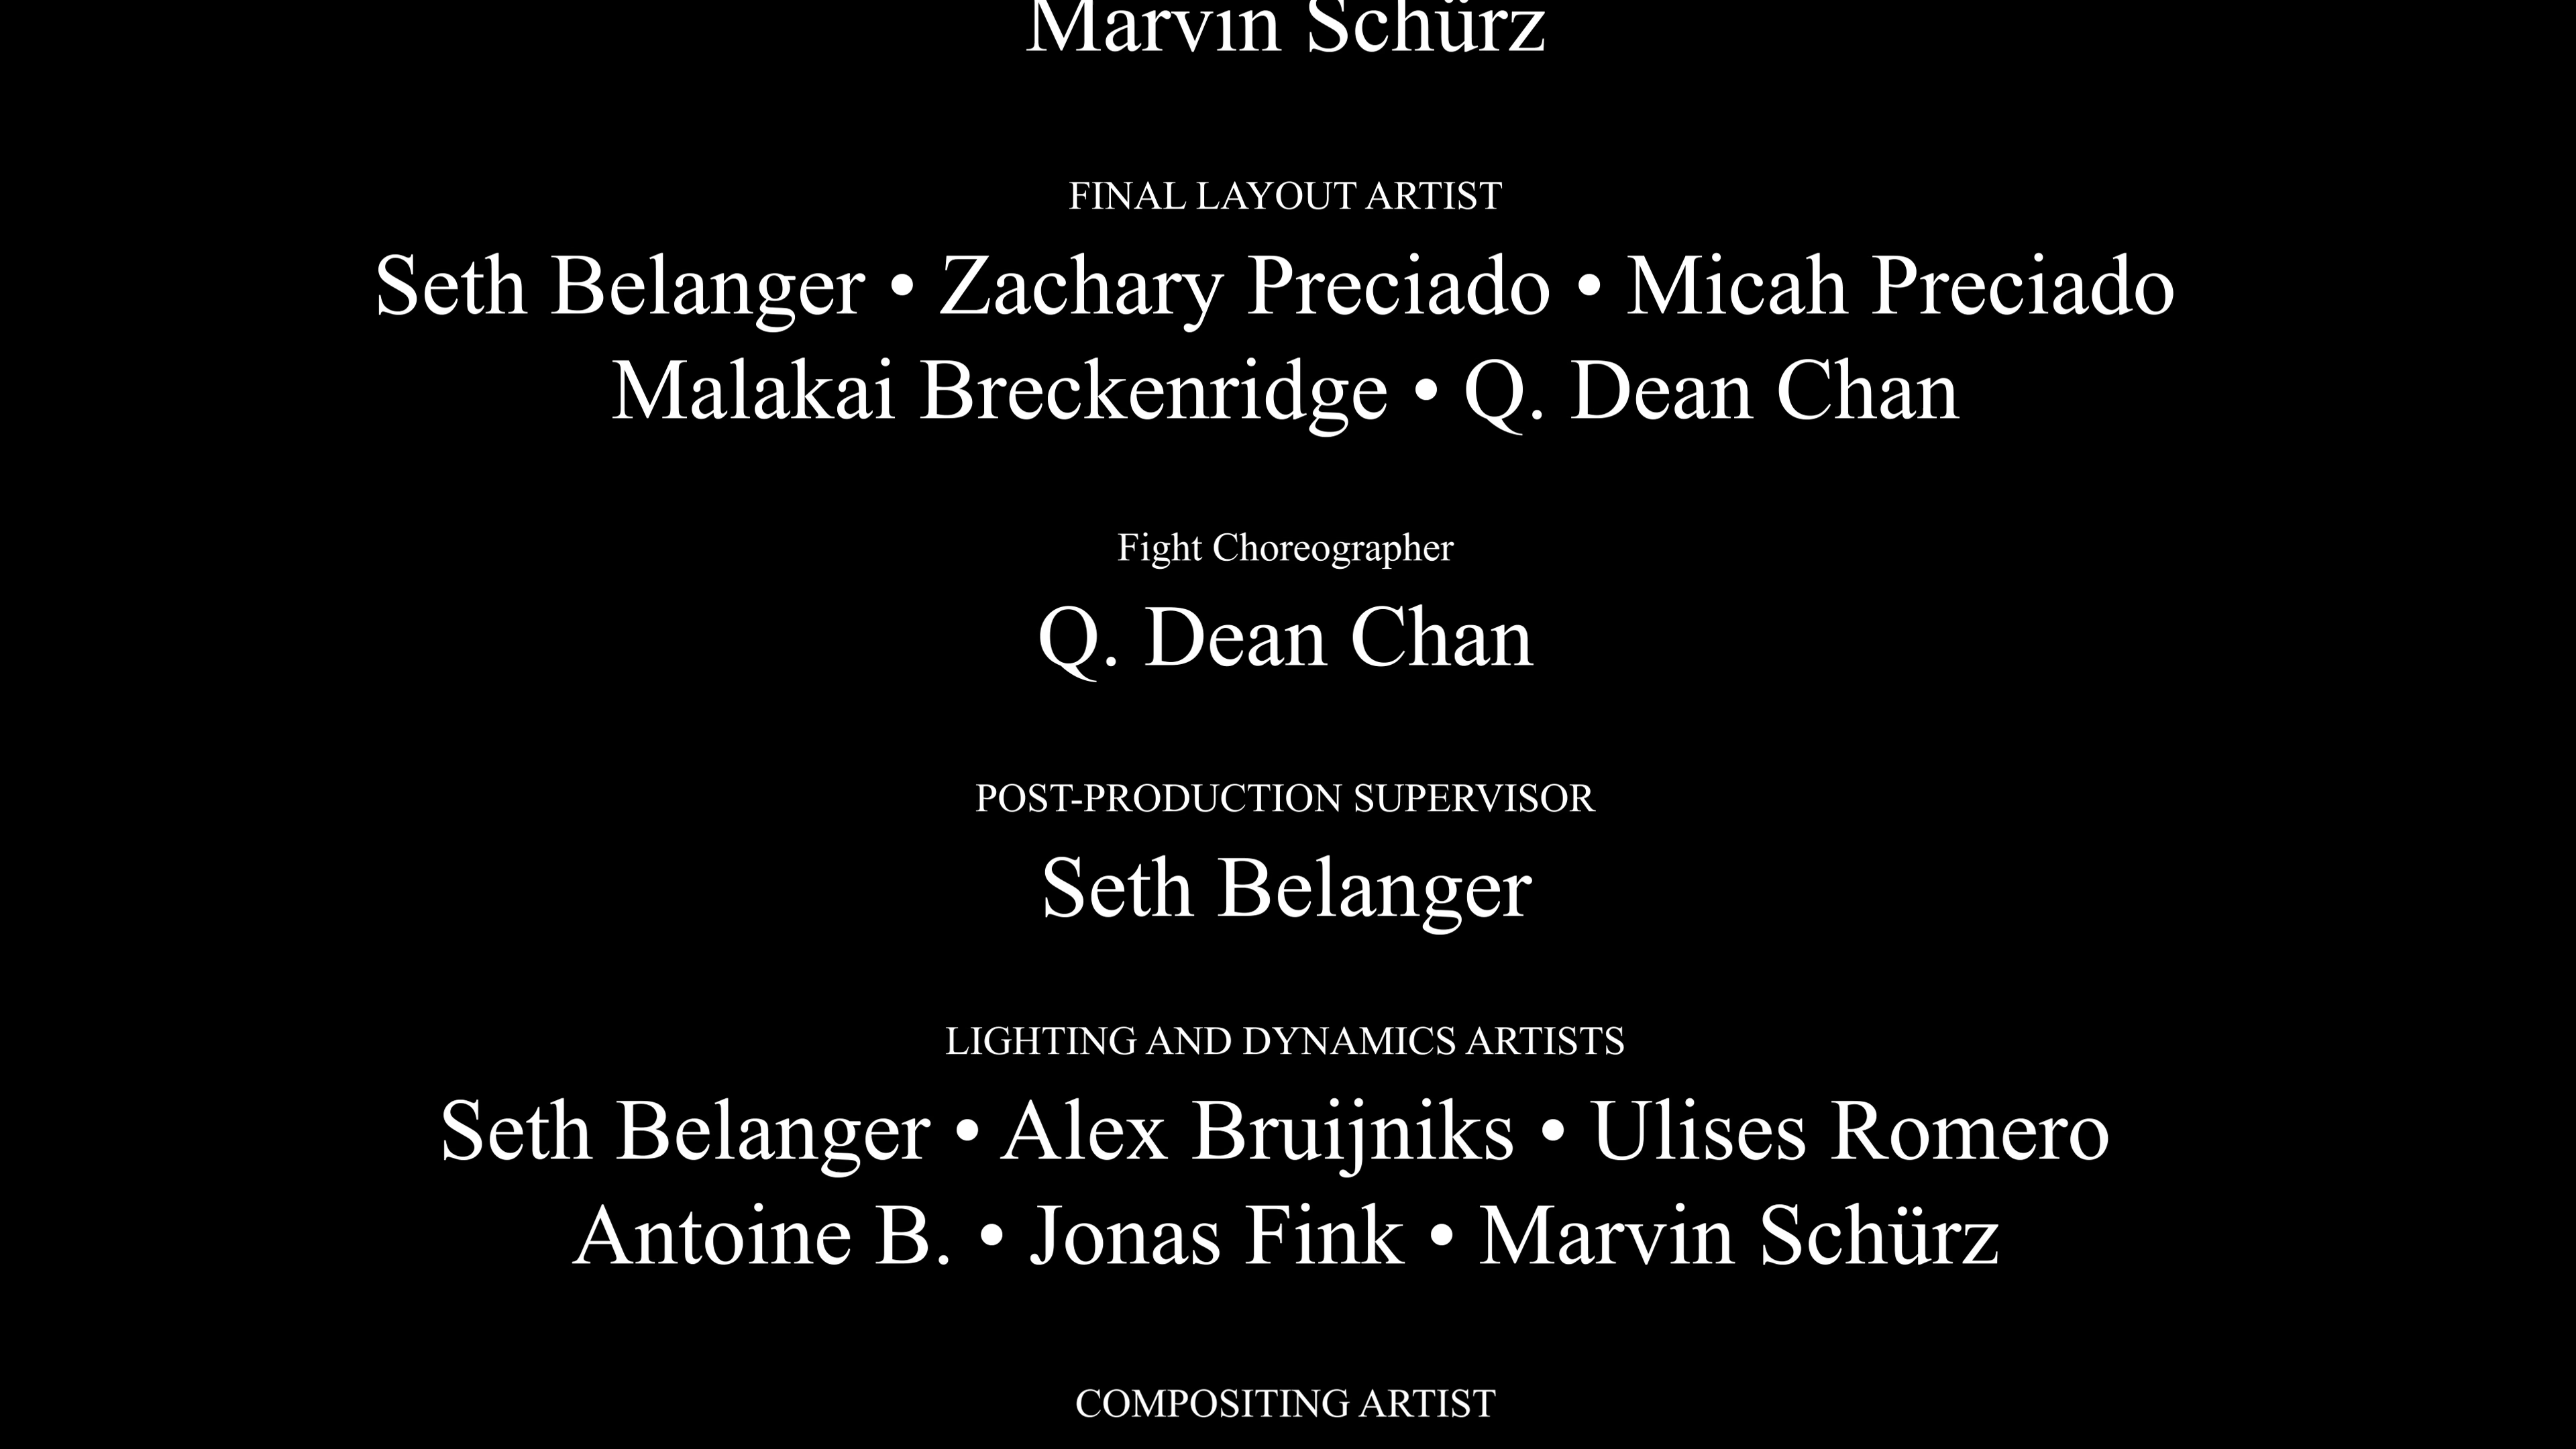 Marvin Schürz
FINAL LAYOUT ARTIST
Seth Belanger • Zachary Preciado • Micah Preciado
Malakai Breckenridge • Q. Dean Chan
Fight Choreographer
Q. Dean Chan
POST-PRODUCTION SUPERVISOR
Seth Belanger
LIGHTING AND DYNAMICS ARTISTS
Seth Belanger • Alex Bruijniks • Ulises Romero
Antoine B. • Jonas Fink • Marvin Schürz
COMPOSITING ARTIST